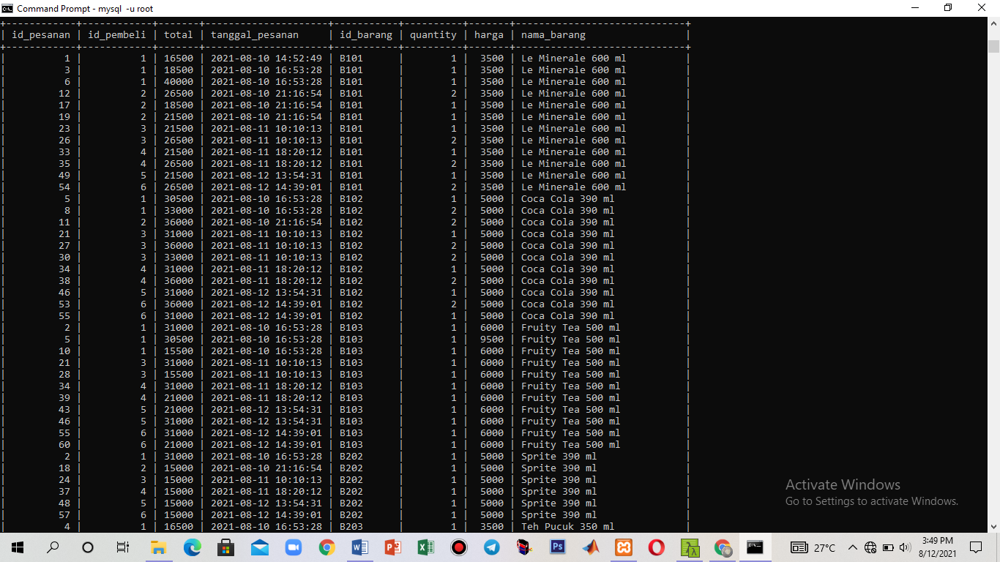 Command Prompt - mysql -u root
+------------+------------+-------+---------------------+-----------+----------+-------+-----------------------------+
| id_pesanan | id_pembeli | total | tanggal_pesanan | id_barang | quantity | harga | nama_barang |
+------------+------------+-------+---------------------+-----------+----------+-------+-----------------------------+
| 1 | 1 | 16500 | 2021-08-10 14:52:49 | B101 | 1 | 3500 | Le Minerale 600 ml |
| 3 | 1 | 18500 | 2021-08-10 16:53:28 | B101 | 1 | 3500 | Le Minerale 600 ml |
| 6 | 1 | 40000 | 2021-08-10 16:53:28 | B101 | 1 | 3500 | Le Minerale 600 ml |
| 12 | 2 | 26500 | 2021-08-10 21:16:54 | B101 | 2 | 3500 | Le Minerale 600 ml |
| 17 | 2 | 18500 | 2021-08-10 21:16:54 | B101 | 1 | 3500 | Le Minerale 600 ml |
| 19 | 2 | 21500 | 2021-08-10 21:16:54 | B101 | 1 | 3500 | Le Minerale 600 ml |
| 23 | 3 | 21500 | 2021-08-11 10:10:13 | B101 | 1 | 3500 | Le Minerale 600 ml |
| 26 | 3 | 26500 | 2021-08-11 10:10:13 | B101 | 2 | 3500 | Le Minerale 600 ml |
| 33 | 4 | 21500 | 2021-08-11 18:20:12 | B101 | 1 | 3500 | Le Minerale 600 ml |
| 35 | 4 | 26500 | 2021-08-11 18:20:12 | B101 | 2 | 3500 | Le Minerale 600 ml |
| 49 | 5 | 21500 | 2021-08-12 13:54:31 | B101 | 1 | 3500 | Le Minerale 600 ml |
| 54 | 6 | 26500 | 2021-08-12 14:39:01 | B101 | 2 | 3500 | Le Minerale 600 ml |
| 5 | 1 | 30500 | 2021-08-10 16:53:28 | B102 | 1 | 5000 | Coca Cola 390 ml |
| 8 | 1 | 33000 | 2021-08-10 16:53:28 | B102 | 2 | 5000 | Coca Cola 390 ml |
| 11 | 2 | 36000 | 2021-08-10 21:16:54 | B102 | 2 | 5000 | Coca Cola 390 ml |
| 21 | 3 | 31000 | 2021-08-11 10:10:13 | B102 | 1 | 5000 | Coca Cola 390 ml |
| 27 | 3 | 36000 | 2021-08-11 10:10:13 | B102 | 2 | 5000 | Coca Cola 390 ml |
| 30 | 3 | 33000 | 2021-08-11 10:10:13 | B102 | 2 | 5000 | Coca Cola 390 ml |
| 34 | 4 | 31000 | 2021-08-11 18:20:12 | B102 | 1 | 5000 | Coca Cola 390 ml |
| 38 | 4 | 36000 | 2021-08-11 18:20:12 | B102 | 2 | 5000 | Coca Cola 390 ml |
| 46 | 5 | 31000 | 2021-08-12 13:54:31 | B102 | 1 | 5000 | Coca Cola 390 ml |
| 53 | 6 | 36000 | 2021-08-12 14:39:01 | B102 | 2 | 5000 | Coca Cola 390 ml |
| 55 | 6 | 31000 | 2021-08-12 14:39:01 | B102 | 1 | 5000 | Coca Cola 390 ml |
| 2 | 1 | 31000 | 2021-08-10 16:53:28 | B103 | 1 | 6000 | Fruity Tea 500 ml |
| 5 | 1 | 30500 | 2021-08-10 16:53:28 | B103 | 1 | 9500 | Fruity Tea 500 ml |
| 10 | 1 | 15500 | 2021-08-10 16:53:28 | B103 | 1 | 6000 | Fruity Tea 500 ml |
| 21 | 3 | 31000 | 2021-08-11 10:10:13 | B103 | 1 | 6000 | Fruity Tea 500 ml |
| 28 | 3 | 15500 | 2021-08-11 10:10:13 | B103 | 1 | 6000 | Fruity Tea 500 ml |
| 34 | 4 | 31000 | 2021-08-11 18:20:12 | B103 | 1 | 6000 | Fruity Tea 500 ml |
| 39 | 4 | 21000 | 2021-08-11 18:20:12 | B103 | 1 | 6000 | Fruity Tea 500 ml |
| 43 | 5 | 21000 | 2021-08-12 13:54:31 | B103 | 1 | 6000 | Fruity Tea 500 ml |
| 46 | 5 | 31000 | 2021-08-12 13:54:31 | B103 | 1 | 6000 | Fruity Tea 500 ml |
| 55 | 6 | 31000 | 2021-08-12 14:39:01 | B103 | 1 | 6000 | Fruity Tea 500 ml |
| 60 | 6 | 21000 | 2021-08-12 14:39:01 | B103 | 1 | 6000 | Fruity Tea 500 ml |
| 2 | 1 | 31000 | 2021-08-10 16:53:28 | B202 | 1 | 5000 | Sprite 390 ml |
| 18 | 2 | 15000 | 2021-08-10 21:16:54 | B202 | 1 | 5000 | Sprite 390 ml |
| 24 | 3 | 15000 | 2021-08-11 10:10:13 | B202 | 1 | 5000 | Sprite 390 ml |
| 37 | 4 | 15000 | 2021-08-11 18:20:12 | B202 | 1 | 5000 | Sprite 390 ml |
| 48 | 5 | 15000 | 2021-08-12 13:54:31 | B202 | 1 | 5000 | Sprite 390 ml |
| 57 | 6 | 15000 | 2021-08-12 14:39:01 | B202 | 1 | 5000 | Sprite 390 ml |
| 4 | 1 | 16500 | 2021-08-10 16:53:28 | B203 | 1 | 3500 | Teh Pucuk 350 ml |
Activate Windows
Go to Settings to activate Windows.
27°C
3:49 PM
8/12/2021